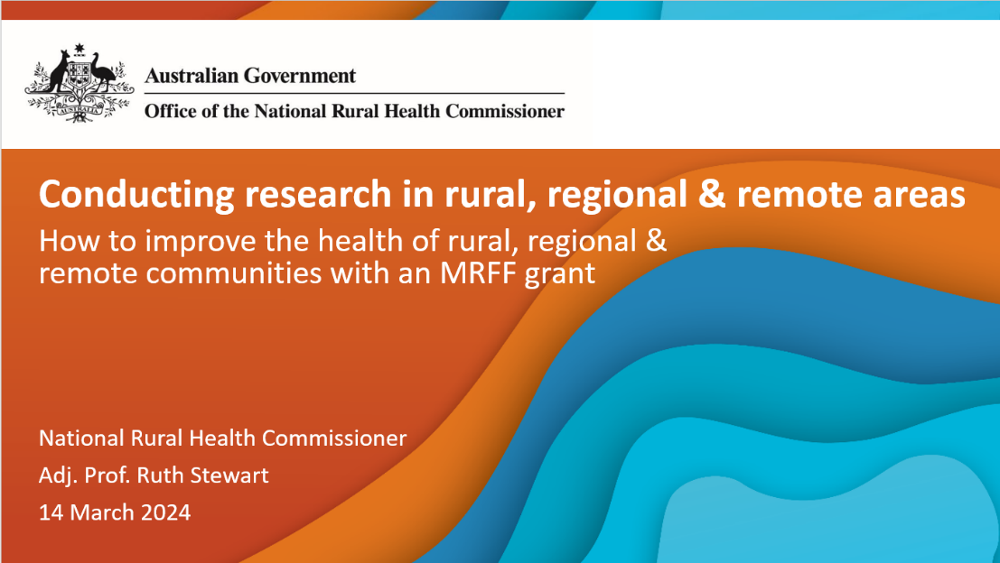 AUSTRALIA
Australian Government
Office of the National Rural Health Commissioner
Conducting research in rural, regional & remote areas
How to improve the health of rural, regional &
remote communities with an MRFF grant
National Rural Health Commissioner
Adj. Prof. Ruth Stewart
14 March 2024